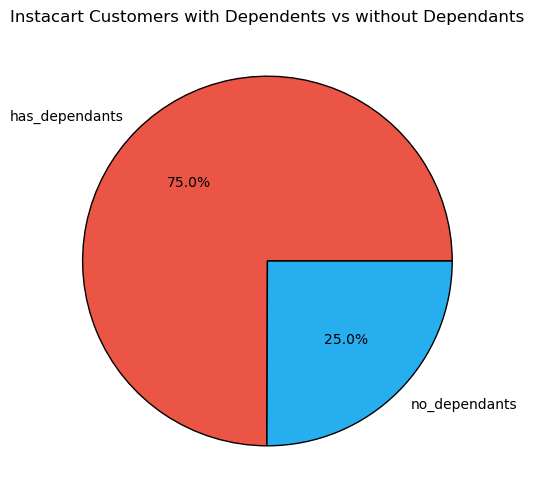 Instacart Customers with Dependents vs without Dependants
has_dependants
75.0%
25.0%
no_dependants